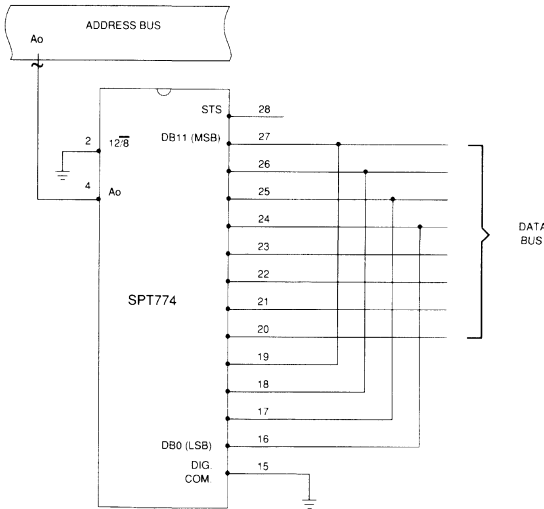 ADDRESS BUS
Ao
STS 28
2 12/8̅ DB11 (MSB) 27
26
4 Ao 25
24
DATA
BUS
23
22
SPT774 21
20
19
18
17
DB0 (LSB) 16
DIG. 15
COM.